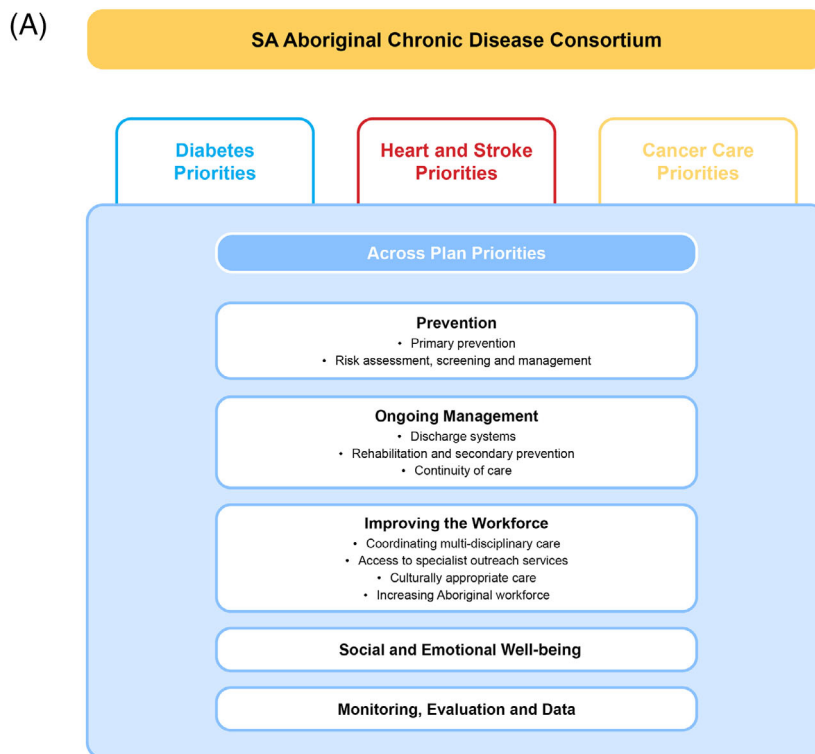 (A)
SA Aboriginal Chronic Disease Consortium
Diabetes
Priorities
Heart and Stroke
Priorities
Cancer Care
Priorities
Across Plan Priorities
Prevention
• Primary prevention
• Risk assessment, screening and management
Ongoing Management
• Discharge systems
• Rehabilitation and secondary prevention
• Continuity of care
Improving the Workforce
• Coordinating multi-disciplinary care
• Access to specialist outreach services
• Culturally appropriate care
• Increasing Aboriginal workforce
Social and Emotional Well-being
Monitoring, Evaluation and Data